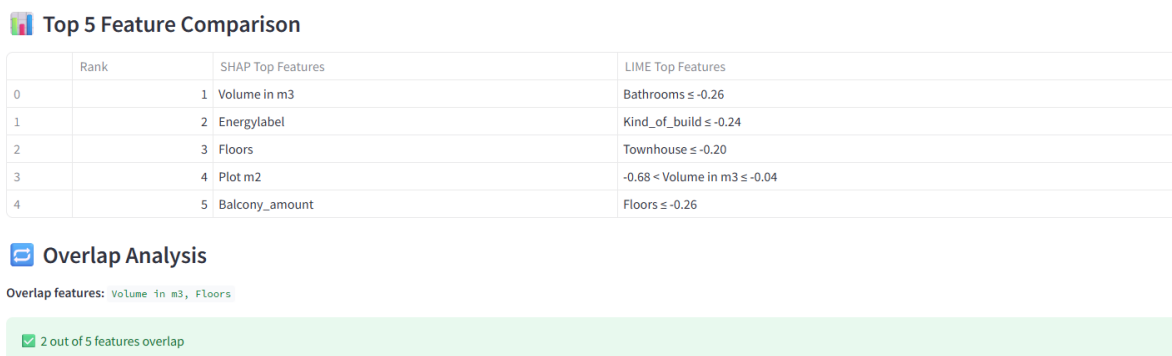 Top 5 Feature Comparison
Rank SHAP Top Features LIME Top Features
0 1 Volume in m3 Bathrooms ≤ -0.26
1 2 Energylabel Kind_of_build ≤ -0.24
2 3 Floors Townhouse ≤ -0.20
3 4 Plot m2 -0.68 < Volume in m3 ≤ -0.04
4 5 Balcony_amount Floors ≤ -0.26
Overlap Analysis
Overlap features: Volume in m3, Floors
2 out of 5 features overlap